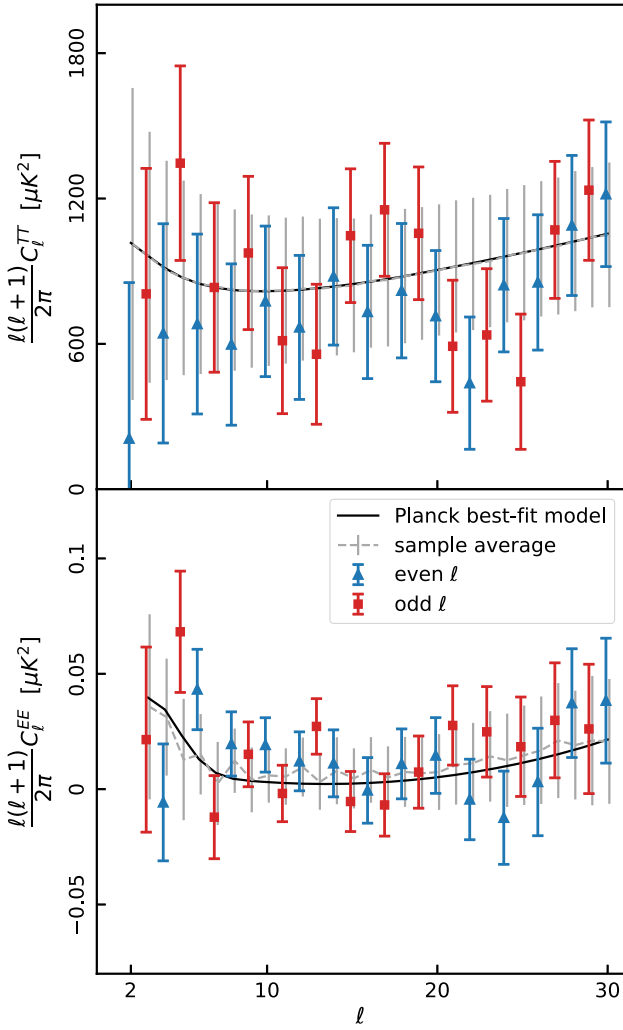 1800
1200
600
0
ℓ(ℓ + 1)/2π C_ℓ^TT [μK²]
Planck best-fit model
sample average
even ℓ
odd ℓ
0.1
0.05
0
−0.05
ℓ(ℓ + 1)/2π C_ℓ^EE [μK²]
2
10
20
30
ℓ